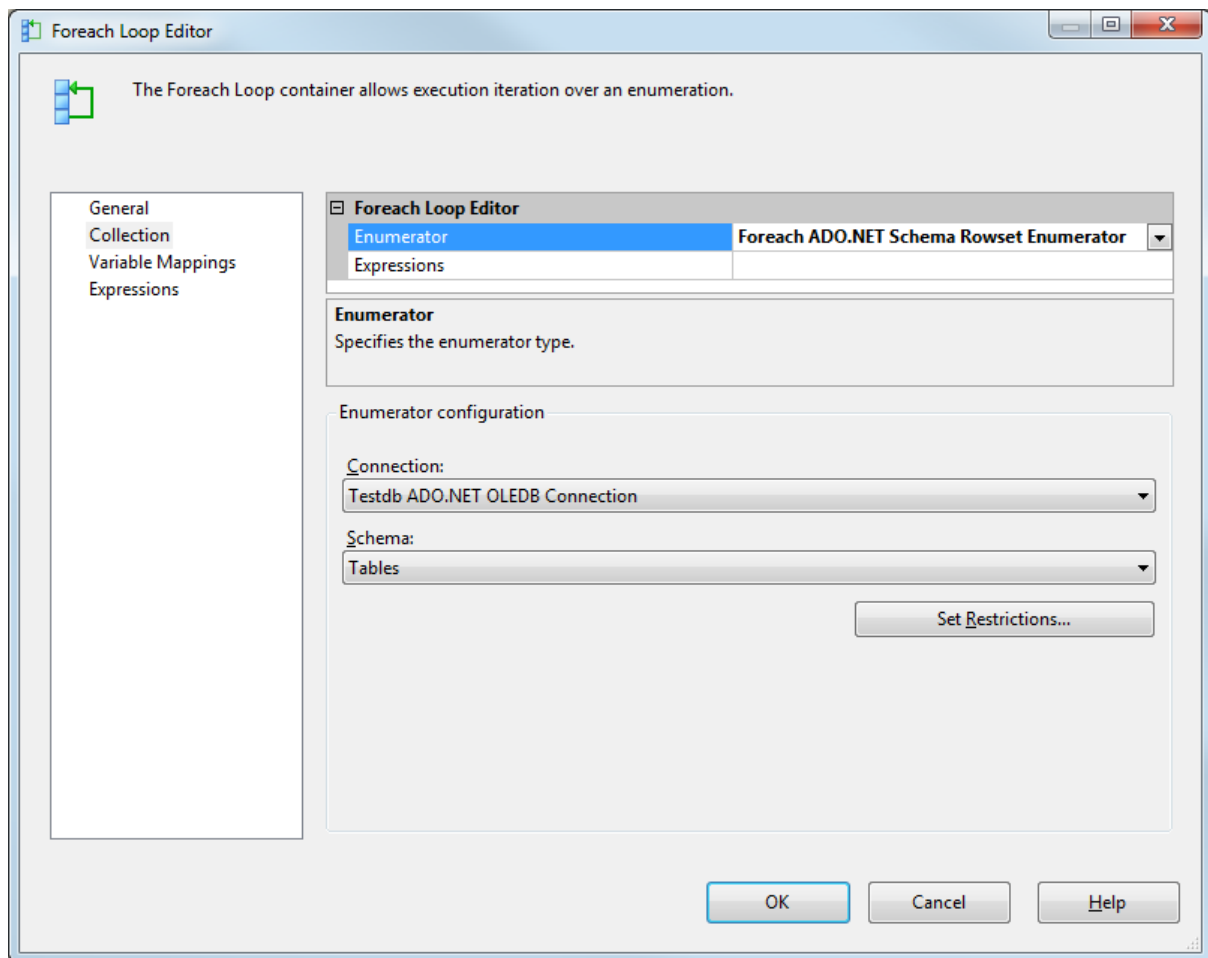 Foreach Loop Editor
The Foreach Loop container allows execution iteration over an enumeration.
General
Collection
Variable Mappings
Expressions
Foreach Loop Editor
Enumerator Foreach ADO.NET Schema Rowset Enumerator
Expressions
Enumerator
Specifies the enumerator type.
Enumerator configuration
Connection:
Testdb ADO.NET OLEDB Connection
Schema:
Tables
Set Restrictions...
OK Cancel Help